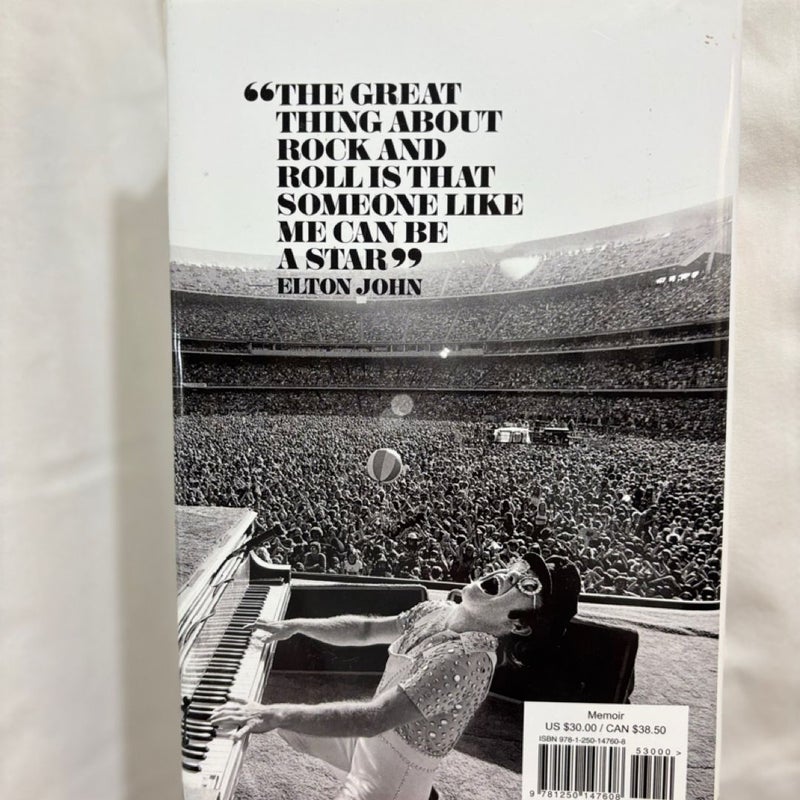 “THE GREAT
THING ABOUT
ROCK AND
ROLL IS THAT
SOMEONE LIKE
ME CAN BE
A STAR”
ELTON JOHN
Memoir
US $30.00 / CAN $38.50
ISBN 978-1-250-14760-8
53000 >
9 781250 147608